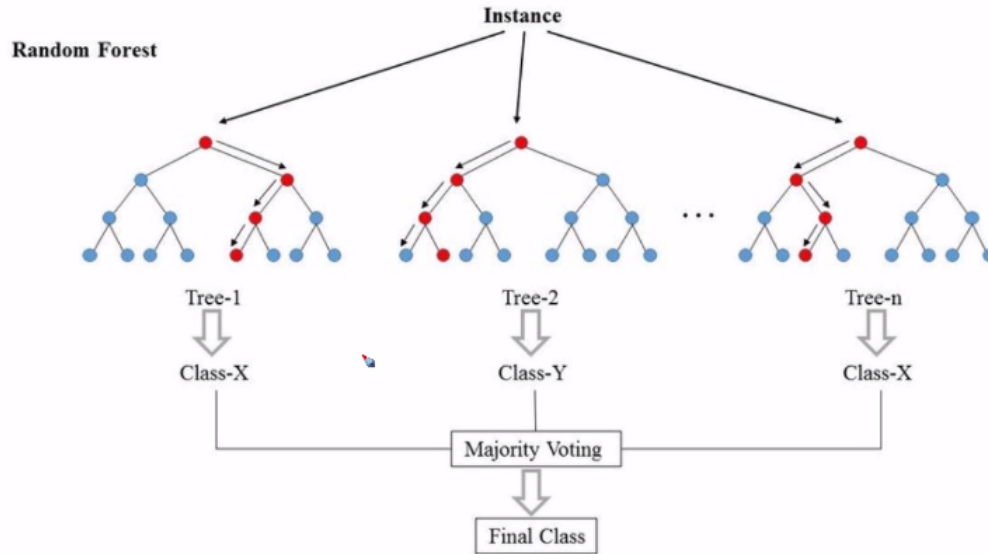 Instance
Random Forest
...
Tree-1
Tree-2
Tree-n
Class-X
Class-Y
Class-X
Majority Voting
Final Class